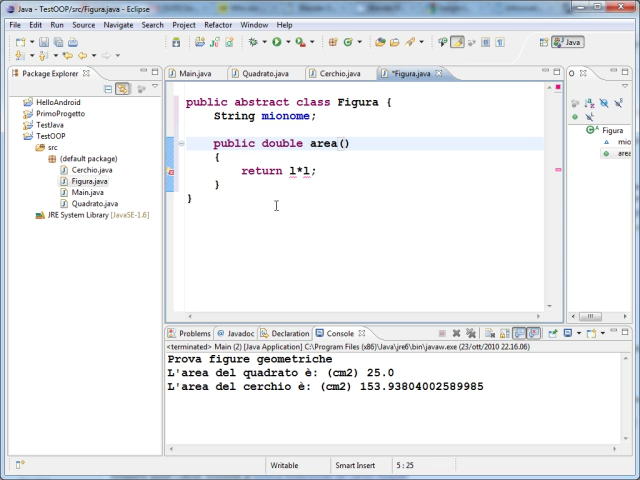 Java - TestOOP/src/Figura.java - Eclipse
File Edit Source Refactor Navigate Search Project Run Window Help
Java
Package Explorer
Main.java Quadrato.java Cerchio.java *Figura.java
O
HelloAndroid
PrimoProgetto
TestJava
TestOOP
src
(default package)
Cerchio.java
Figura.java
Main.java
Quadrato.java
JRE System Library [JavaSE-1.6]
public abstract class Figura {
String mionome;
public double area()
{
return l*l;
}
}
Figura
mio
area
Problems Javadoc Declaration Console
<terminated> Main (2) [Java Application] C:\Program Files (x86)\Java\jre6\bin\javaw.exe (23/ott/2010 22.16.06)
Prova figure geometriche
L'area del quadrato è: (cm2) 25.0
L'area del cerchio è: (cm2) 153.93804002589985
Writable Smart Insert 5 : 25